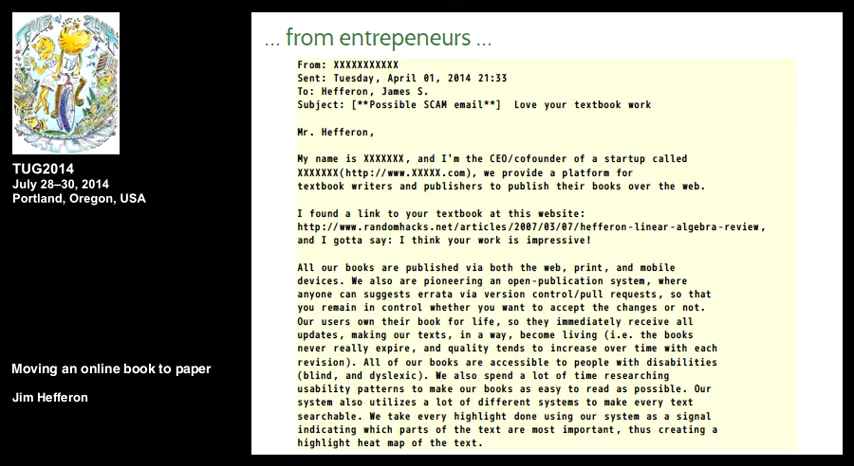 TUG2014
July 28–30, 2014
Portland, Oregon, USA
Moving an online book to paper
Jim Hefferon
... from entrepeneurs ...
From: XXXXXXXXXXX
Sent: Tuesday, April 01, 2014 21:33
To: Hefferon, James S.
Subject: [**Possible SCAM email**]  Love your textbook work
Mr. Hefferon,
My name is XXXXXXX, and I'm the CEO/cofounder of a startup called
XXXXXXX(http://www.XXXXX.com), we provide a platform for
textbook writers and publishers to publish their books over the web.
I found a link to your textbook at this website:
http://www.randomhacks.net/articles/2007/03/07/hefferon-linear-algebra-review,
and I gotta say: I think your work is impressive!
All our books are published via both the web, print, and mobile
devices. We also are pioneering an open-publication system, where
anyone can suggests errata via version control/pull requests, so that
you remain in control whether you want to accept the changes or not.
Our users own their book for life, so they immediately receive all
updates, making our texts, in a way, become living (i.e. the books
never really expire, and quality tends to increase over time with each
revision). All of our books are accessible to people with disabilities
(blind, and dyslexic). We also spend a lot of time researching
usability patterns to make our books as easy to read as possible. Our
system also utilizes a lot of different systems to make every text
searchable. We take every highlight done using our system as a signal
indicating which parts of the text are most important, thus creating a
highlight heat map of the text.